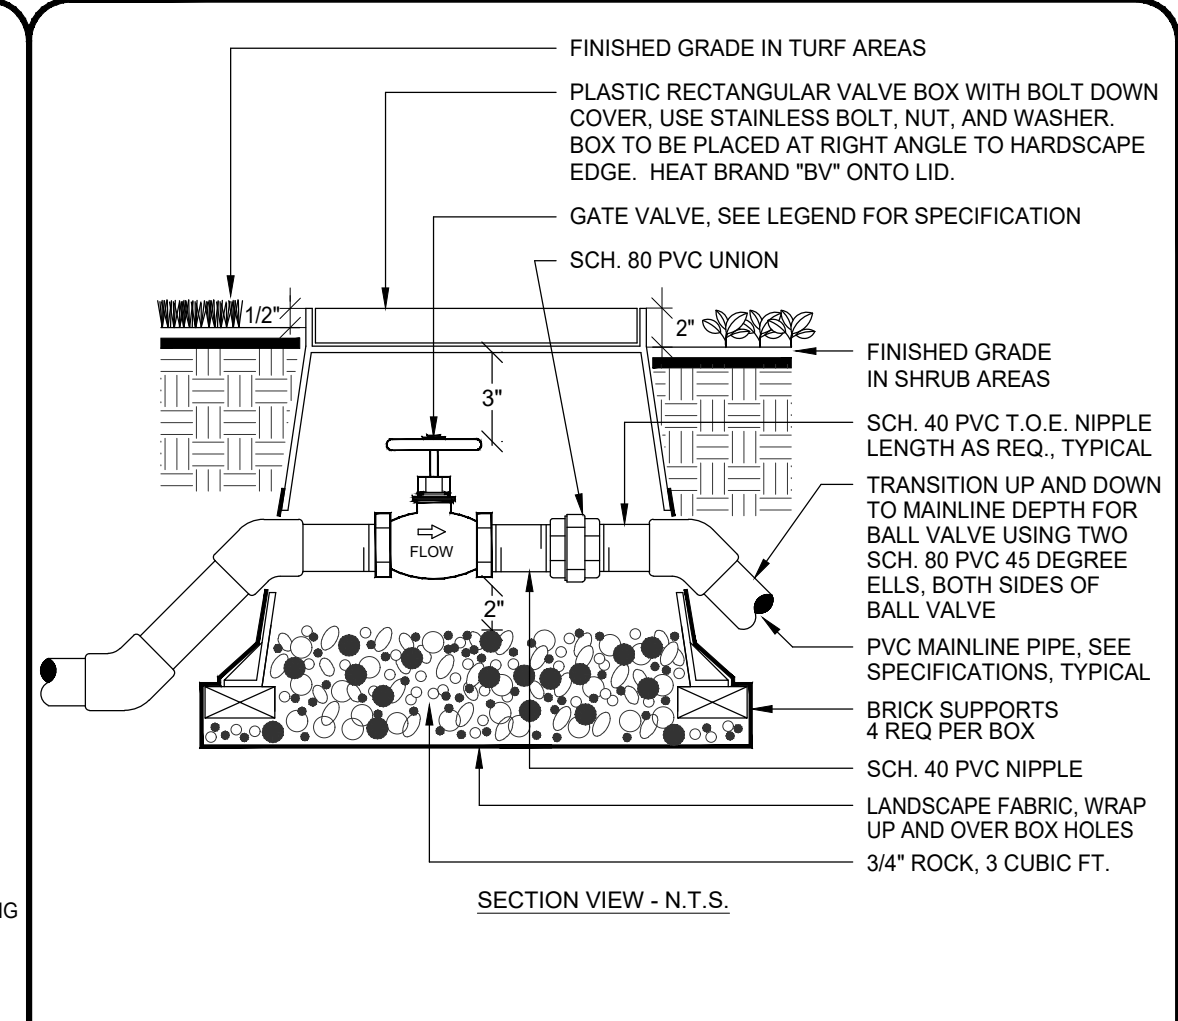 FINISHED GRADE IN TURF AREAS
PLASTIC RECTANGULAR VALVE BOX WITH BOLT DOWN
COVER, USE STAINLESS BOLT, NUT, AND WASHER.
BOX TO BE PLACED AT RIGHT ANGLE TO HARDSCAPE
EDGE. HEAT BRAND "BV" ONTO LID.
GATE VALVE, SEE LEGEND FOR SPECIFICATION
SCH. 80 PVC UNION
1/2"
2"
3"
FINISHED GRADE
IN SHRUB AREAS
SCH. 40 PVC T.O.E. NIPPLE
LENGTH AS REQ., TYPICAL
TRANSITION UP AND DOWN
TO MAINLINE DEPTH FOR
BALL VALVE USING TWO
SCH. 80 PVC 45 DEGREE
ELLS, BOTH SIDES OF
BALL VALVE
FLOW
2"
PVC MAINLINE PIPE, SEE
SPECIFICATIONS, TYPICAL
BRICK SUPPORTS
4 REQ PER BOX
SCH. 40 PVC NIPPLE
LANDSCAPE FABRIC, WRAP
UP AND OVER BOX HOLES
3/4" ROCK, 3 CUBIC FT.
SECTION VIEW - N.T.S.